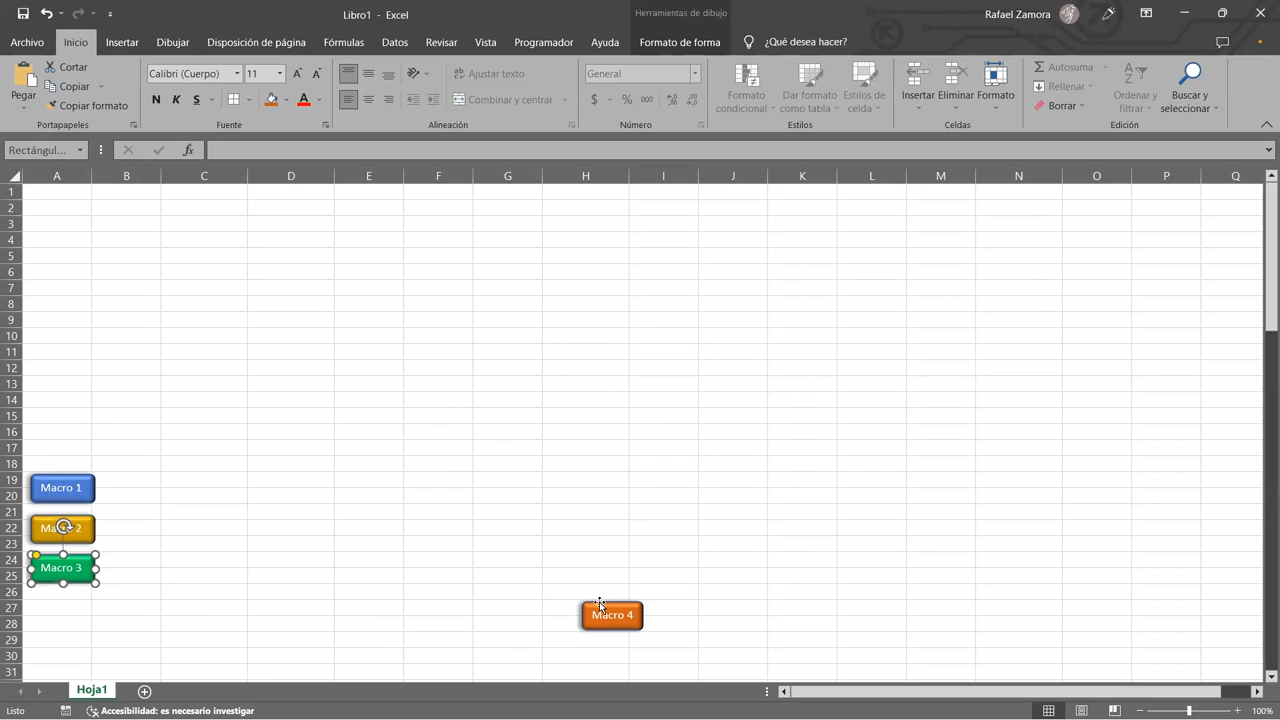 Libro1 - Excel
Herramientas de dibujo
Rafael Zamora
Archivo Inicio Insertar Dibujar Disposición de página Fórmulas Datos Revisar Vista Programador Ayuda Formato de forma ¿Qué desea hacer?
Pegar
Cortar
Copiar
Copiar formato
Portapapeles
Calibri (Cuerpo) 11
N K S
Fuente
Ajustar texto
Combinar y centrar
Alineación
General
$ % 000
Número
Formato condicional
Dar formato como tabla
Estilos de celda
Estilos
Insertar Eliminar Formato
Celdas
Autosuma
Rellenar
Borrar
Ordenar y filtrar
Buscar y seleccionar
Edición
Rectángul... fx
A B C D E F G H I J K L M N O P Q
1
2
3
4
5
6
7
8
9
10
11
12
13
14
15
16
17
18
19
20
21
22
23
24
25
26
27
28
29
30
31
Macro 1
Macro 2
Macro 3
Macro 4
Hoja1
Listo Accesibilidad: es necesario investigar 100%